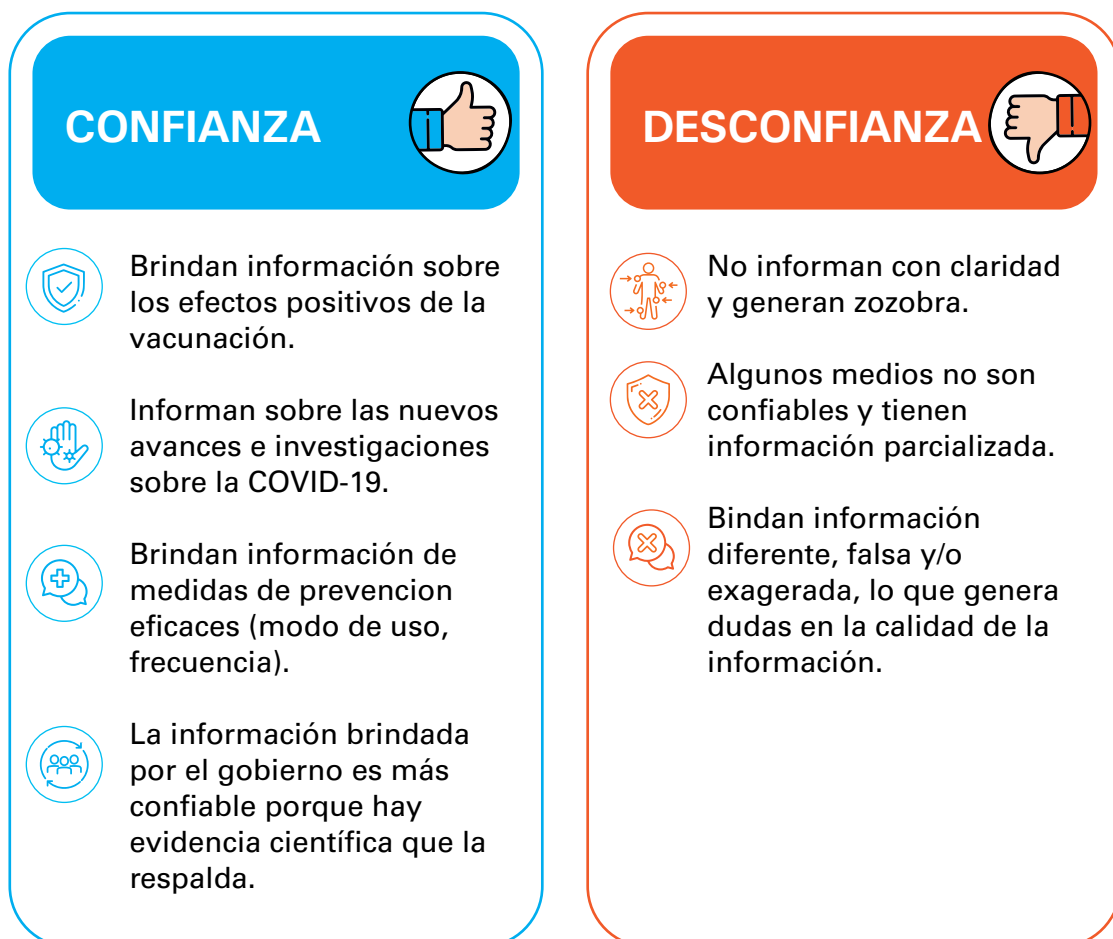 CONFIANZA
Brindan información sobre
los efectos positivos de la
vacunación.
Informan sobre las nuevos
avances e investigaciones
sobre la COVID-19.
Brindan información de
medidas de prevencion
eficaces (modo de uso,
frecuencia).
La información brindada
por el gobierno es más
confiable porque hay
evidencia científica que la
respalda.
DESCONFIANZA
No informan con claridad
y generan zozobra.
Algunos medios no son
confiables y tienen
información parcializada.
Bindan información
diferente, falsa y/o
exagerada, lo que genera
dudas en la calidad de la
información.